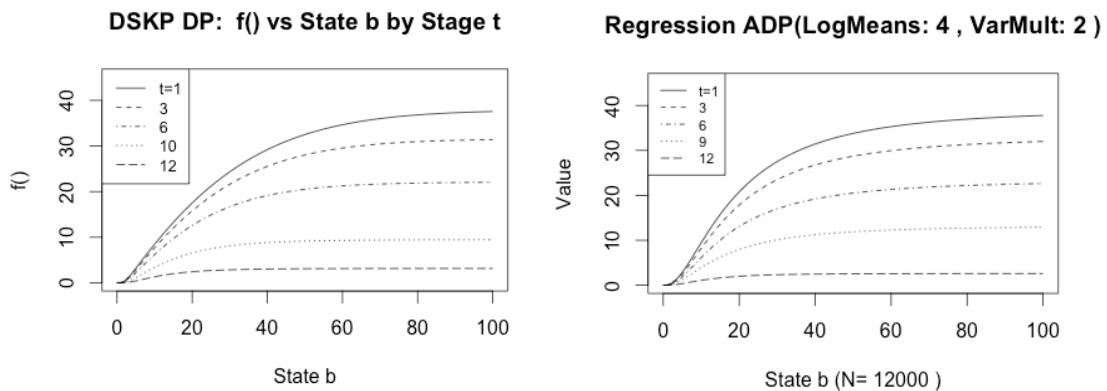 DSKP DP:  f() vs State b by Stage t
40
30
20
10
0
f()
t=1
3
6
10
12
0 20 40 60 80 100
State b
Regression ADP(LogMeans: 4 , VarMult: 2 )
40
30
20
10
0
Value
t=1
3
6
9
12
0 20 40 60 80 100
State b (N= 12000 )